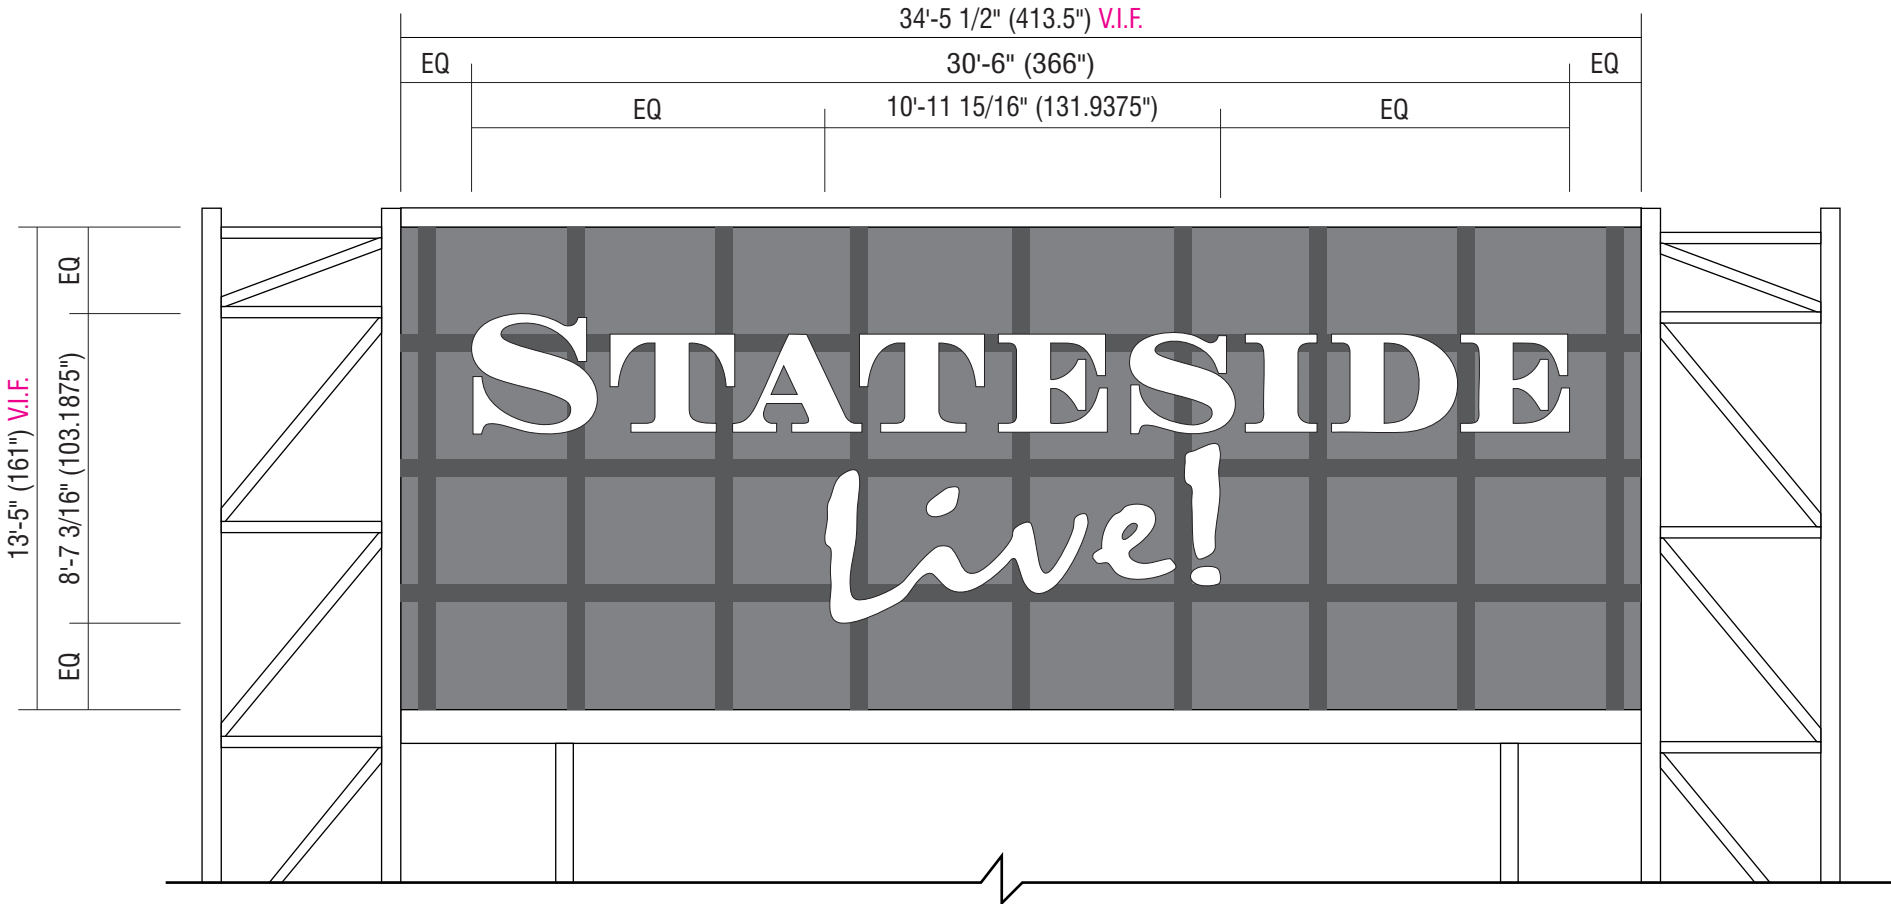 34'-5 1/2" (413.5") V.I.F.
EQ 30'-6" (366") EQ
EQ 10'-11 15/16" (131.9375") EQ
13'-5" (161") V.I.F.
EQ
8'-7 3/16" (103.1875")
EQ
STATESIDE
Live!